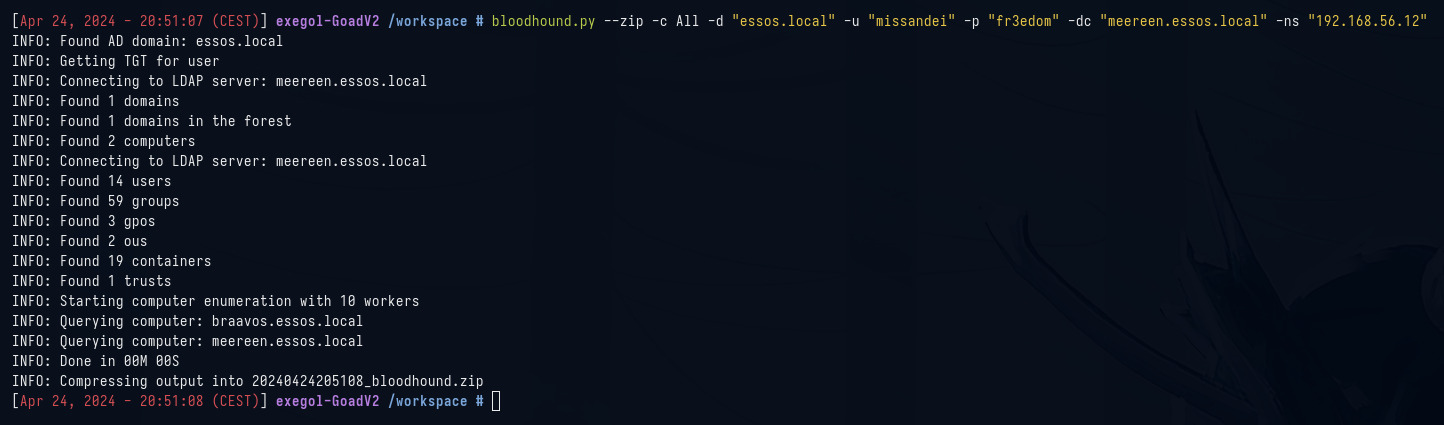 [Apr 24, 2024 - 20:51:07 (CEST)] exegol-GoadV2 /workspace # bloodhound.py --zip -c All -d "essos.local" -u "missandei" -p "fr3edom" -dc "meereen.essos.local" -ns "192.168.56.12"
INFO: Found AD domain: essos.local
INFO: Getting TGT for user
INFO: Connecting to LDAP server: meereen.essos.local
INFO: Found 1 domains
INFO: Found 1 domains in the forest
INFO: Found 2 computers
INFO: Connecting to LDAP server: meereen.essos.local
INFO: Found 14 users
INFO: Found 59 groups
INFO: Found 3 gpos
INFO: Found 2 ous
INFO: Found 19 containers
INFO: Found 1 trusts
INFO: Starting computer enumeration with 10 workers
INFO: Querying computer: braavos.essos.local
INFO: Querying computer: meereen.essos.local
INFO: Done in 00M 00S
INFO: Compressing output into 20240424205108_bloodhound.zip
[Apr 24, 2024 - 20:51:08 (CEST)] exegol-GoadV2 /workspace #